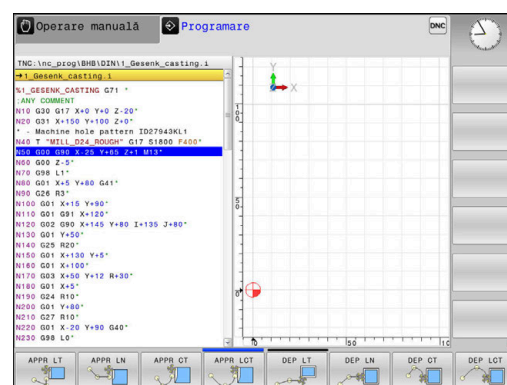 Operare manuală
Programare
DNC
TNC:\nc_prog\BHB\DIN\1_Gesenk_casting.i
→1_Gesenk_casting.i
%1_GESENK_CASTING G71 *
;ANY COMMENT
N10 G30 G17 X+0 Y+0 Z-20*
N20 G31 X+150 Y+100 Z+0*
* - Machine hole pattern ID27943KL1
N40 T "MILL_D24_ROUGH" G17 S1800 F400*
N50 G00 G90 X-25 Y+65 Z+1 M13*
N60 G00 Z-5*
N70 G98 L1*
N80 G01 X+5 Y+80 G41*
N90 G26 R3*
N100 G01 X+15 Y+90*
N110 G01 G91 X+120*
N120 G02 G90 X+145 Y+80 I+135 J+80*
N130 G01 Y+50*
N140 G25 R20*
N150 G01 X+130 Y+5*
N160 G01 X+100*
N170 G03 X+50 Y+12 R+30*
N180 G01 X+5*
N190 G24 R10*
N200 G01 Y+80*
N210 G27 R10*
N220 G01 X-20 Y+90 G40*
N230 G98 L0*
Y
X
100
50
0
0
50
APPR LT
APPR LN
APPR CT
APPR LCT
DEP LT
DEP LN
DEP CT
DEP LCT